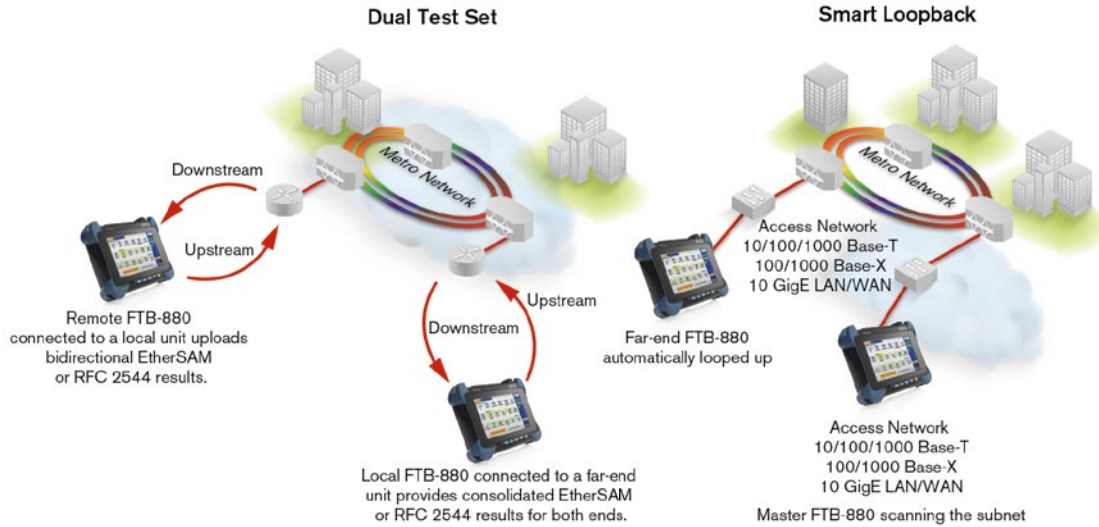 Dual Test Set
Metro Network
Downstream
Upstream
Remote FTB-880
connected to a local unit uploads
bidirectional EtherSAM
or RFC 2544 results.
Upstream
Downstream
Local FTB-880 connected to a far-end
unit provides consolidated EtherSAM
or RFC 2544 results for both ends.
Smart Loopback
Metro Network
Access Network
10/100/1000 Base-T
100/1000 Base-X
10 GigE LAN/WAN
Far-end FTB-880
automatically looped up
Access Network
10/100/1000 Base-T
100/1000 Base-X
10 GigE LAN/WAN
Master FTB-880 scanning the subnet